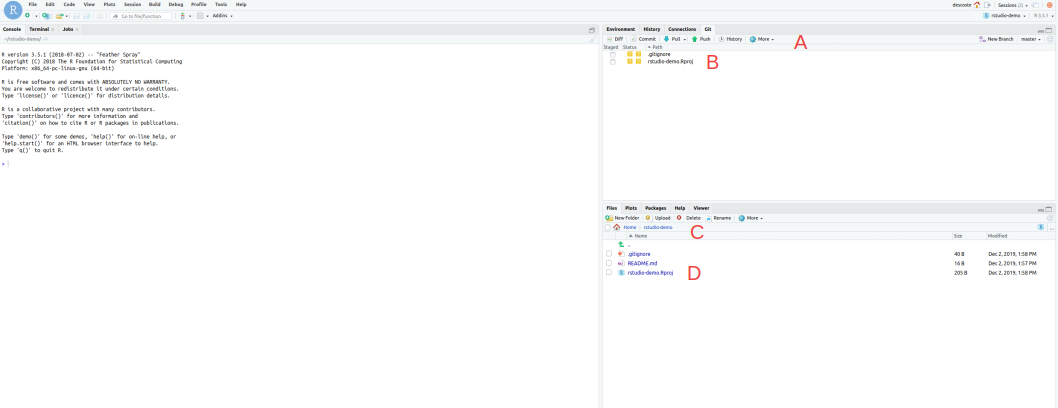 R File Edit Code View Plots Session Build Debug Profile Tools Help descoste Sessions (2)
Go to file/function Addins rstudio-demo R 3.5.1
Console Terminal × Jobs ×
~/rstudio-demo/
R version 3.5.1 (2018-07-02) -- "Feather Spray"
Copyright (C) 2018 The R Foundation for Statistical Computing
Platform: x86_64-pc-linux-gnu (64-bit)
R is free software and comes with ABSOLUTELY NO WARRANTY.
You are welcome to redistribute it under certain conditions.
Type 'license()' or 'licence()' for distribution details.
R is a collaborative project with many contributors.
Type 'contributors()' for more information and
'citation()' on how to cite R or R packages in publications.
Type 'demo()' for some demos, 'help()' for on-line help, or
'help.start()' for an HTML browser interface to help.
Type 'q()' to quit R.
>
Environment History Connections Git
Diff Commit Pull Push History More A New Branch master
Staged Status Path
? ? .gitignore
? ? rstudio-demo.Rproj B
Files Plots Packages Help Viewer
New Folder Upload Delete Rename More
Home rstudio-demo C R ...
Name Size Modified
..
.gitignore 40 B Dec 2, 2019, 1:58 PM
README.md 16 B Dec 2, 2019, 1:57 PM
rstudio-demo.Rproj D 205 B Dec 2, 2019, 1:58 PM